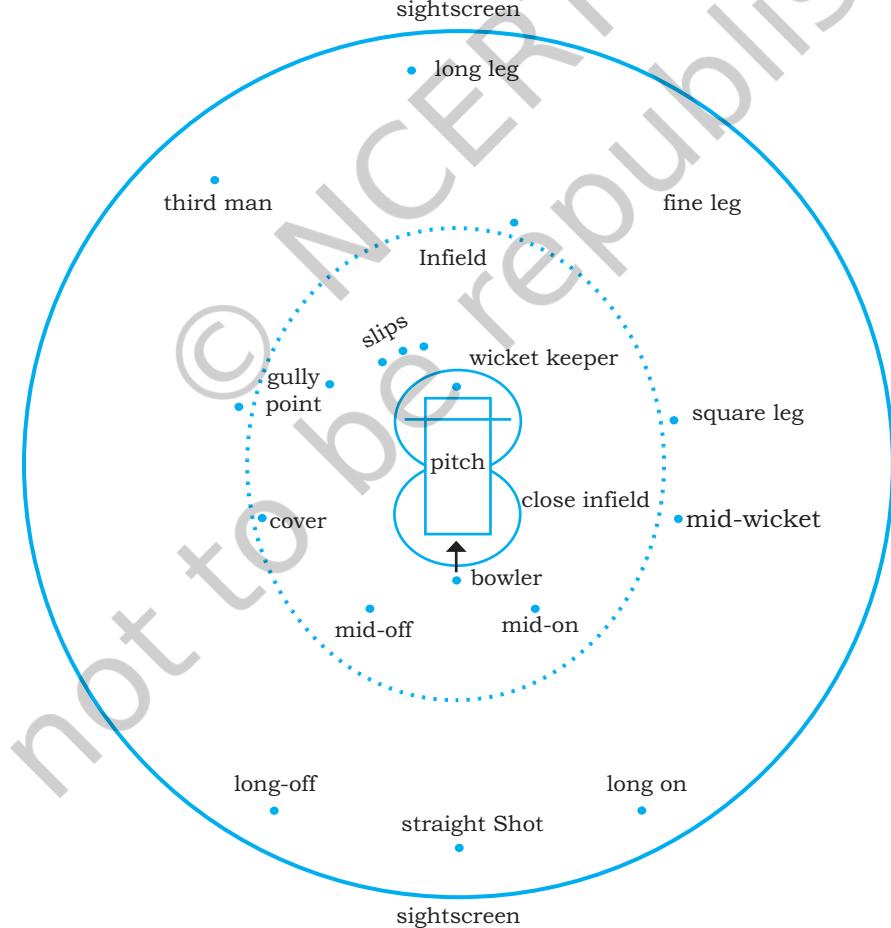 sightscreen
long leg
third man
fine leg
Infield
slips
wicket keeper
gully
point
square leg
pitch
close infield
cover
mid-wicket
bowler
mid-off
mid-on
long-off
long on
straight Shot
sightscreen
© NCERT
not to be republis